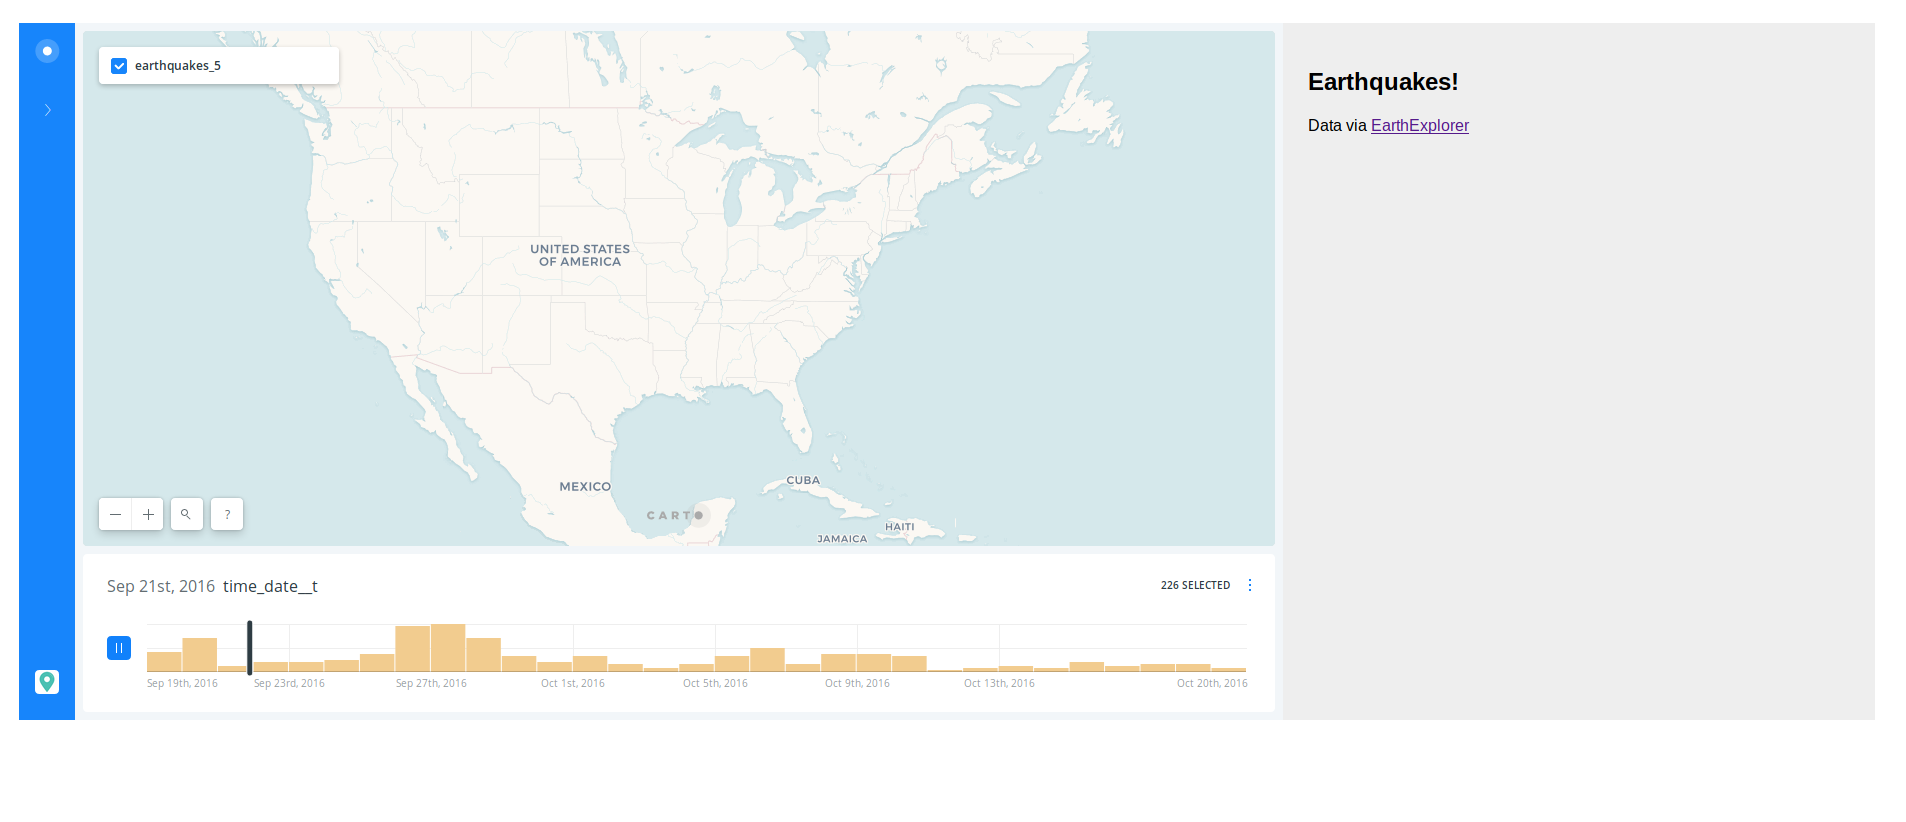 earthquakes_5
UNITED STATES
OF AMERICA
MEXICO
CUBA
HAITI
JAMAICA
CART
?
Sep 21st, 2016 time_date__t
226 SELECTED
Sep 19th, 2016
Sep 23rd, 2016
Sep 27th, 2016
Oct 1st, 2016
Oct 5th, 2016
Oct 9th, 2016
Oct 13th, 2016
Oct 20th, 2016
Earthquakes!
Data via EarthExplorer